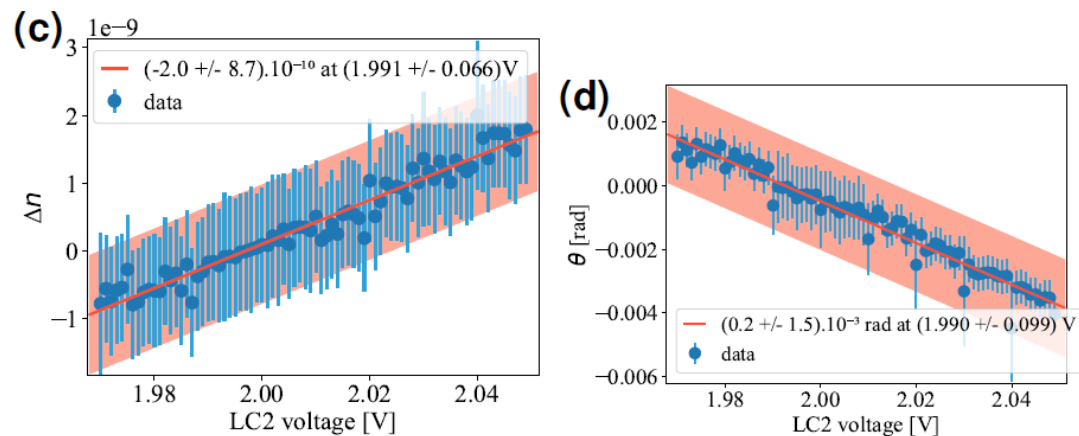 (c)
1e−9
3
2
1
0
−1
Δn
(-2.0 +/- 8.7).10⁻¹⁰ at (1.991 +/- 0.066)V
data
1.98 2.00 2.02 2.04
LC2 voltage [V]
(d)
0.002
0.000
−0.002
−0.004
−0.006
θ [rad]
(0.2 +/- 1.5).10⁻³ rad at (1.990 +/- 0.099) V
data
1.98 2.00 2.02 2.04
LC2 voltage [V]